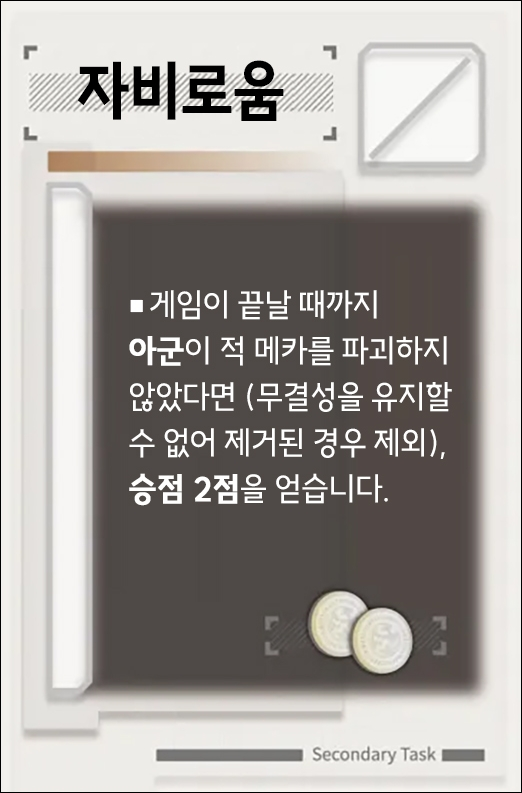 자비로움
■ 게임이 끝날 때까지
아군이 적 메카를 파괴하지
않았다면 (무결성을 유지할
수 없어 제거된 경우 제외),
승점 2점을 얻습니다.
Secondary Task